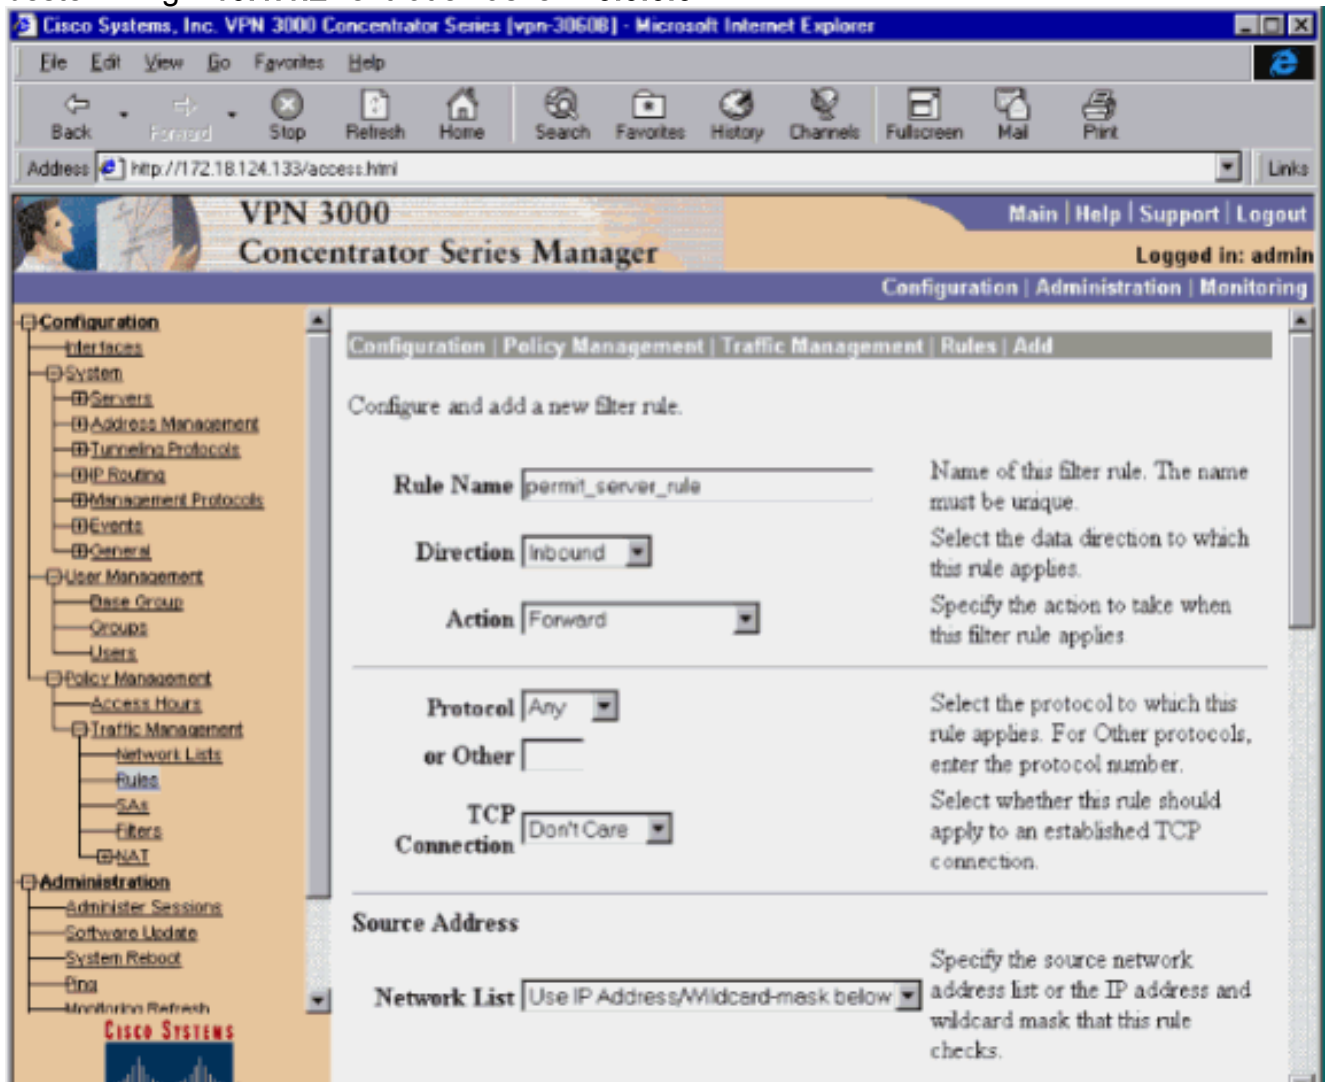 Cisco Systems, Inc. VPN 3000 Concentrator Series [vpn-3060B] - Microsoft Internet Explorer
File Edit View Go Favorites Help
Back Forward Stop Refresh Home Search Favorites History Channels Fullscreen Mail Print
Address http://172.18.124.133/access.html Links
VPN 3000
Concentrator Series Manager
Main | Help | Support | Logout
Logged in: admin
Configuration | Administration | Monitoring
Configuration
Interfaces
System
Servers
Address Management
Tunneling Protocols
IP Routing
Management Protocols
Events
General
User Management
Base Group
Groups
Users
Policy Management
Access Hours
Traffic Management
Network Lists
Rules
SAs
Filters
NAT
Administration
Administer Sessions
Software Update
System Reboot
Ping
Monitoring Refresh
CISCO SYSTEMS
Configuration | Policy Management | Traffic Management | Rules | Add
Configure and add a new filter rule.
Rule Name permit_server_rule
Name of this filter rule. The name
must be unique.
Direction Inbound
Select the data direction to which
this rule applies.
Action Forward
Specify the action to take when
this filter rule applies
Protocol Any
or Other
Select the protocol to which this
rule applies. For Other protocols,
enter the protocol number.
TCP
Connection Don't Care
Select whether this rule should
apply to an established TCP
connection.
Source Address
Network List Use IP Address/Wildcard-mask below
Specify the source network
address list or the IP address and
wildcard mask that this rule
checks.